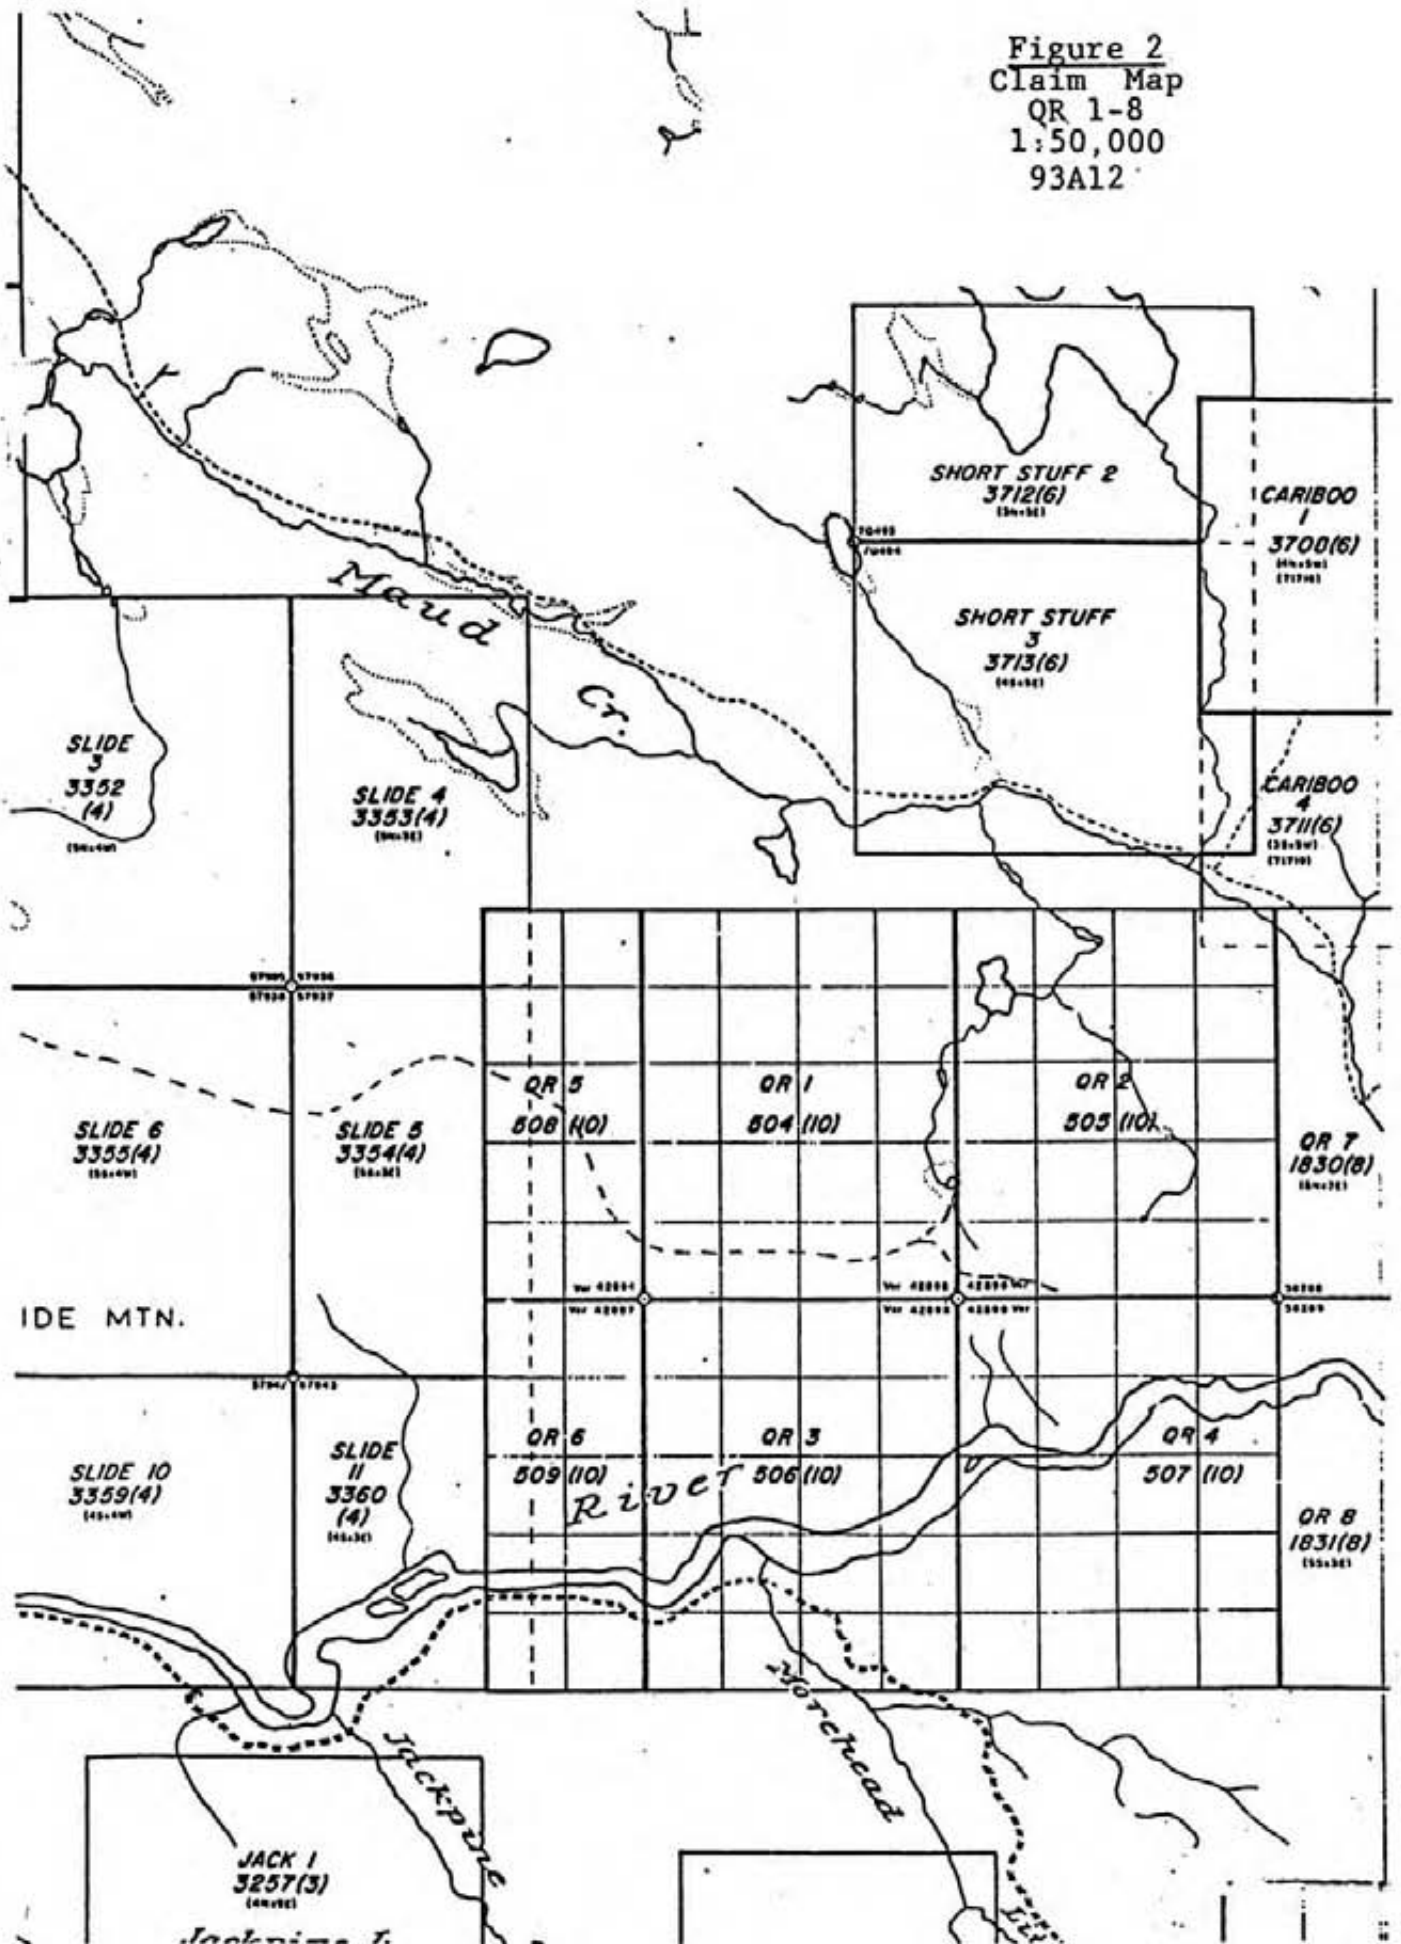 Figure 2
Claim Map
QR 1-8
1:50,000
93A12
SHORT STUFF 2
3712(6)
CARIBOO
1
3700(6)
Maud
Cr.
SHORT STUFF
3
3713(6)
SLIDE
3
3352
(4)
SLIDE 4
3353(4)
CARIBOO
4
3711(6)
QR 5
508 (10)
QR 1
504 (10)
QR 2
505 (10)
SLIDE 6
3355(4)
SLIDE 5
3354(4)
QR 7
1830(8)
IDE MTN.
QR 6
509 (10)
QR 3
506 (10)
QR 4
507 (10)
SLIDE 10
3359(4)
SLIDE
11
3360
(4)
River
QR 8
1831(8)
Jackpine
Morehead
JACK 1
3257(3)